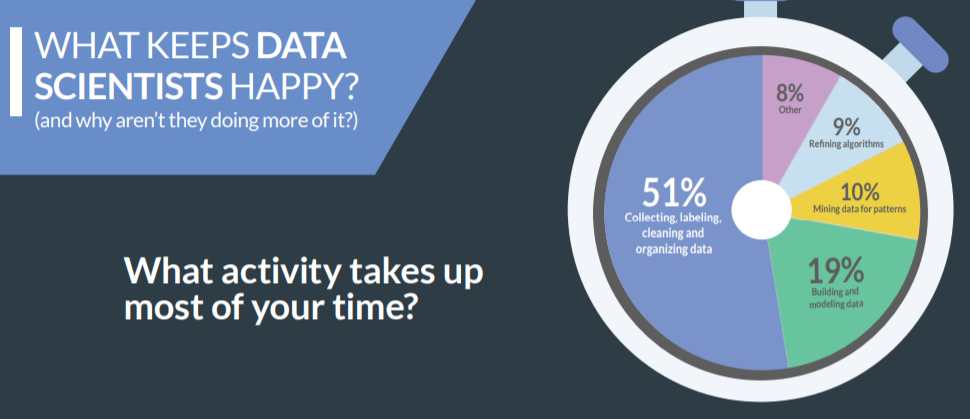 WHAT KEEPS DATA
SCIENTISTS HAPPY?
(and why aren't they doing more of it?)
What activity takes up
most of your time?
8%
Other
9%
Refining algorithms
10%
Mining data for patterns
19%
Building and
modeling data
51%
Collecting, labeling,
cleaning and
organizing data